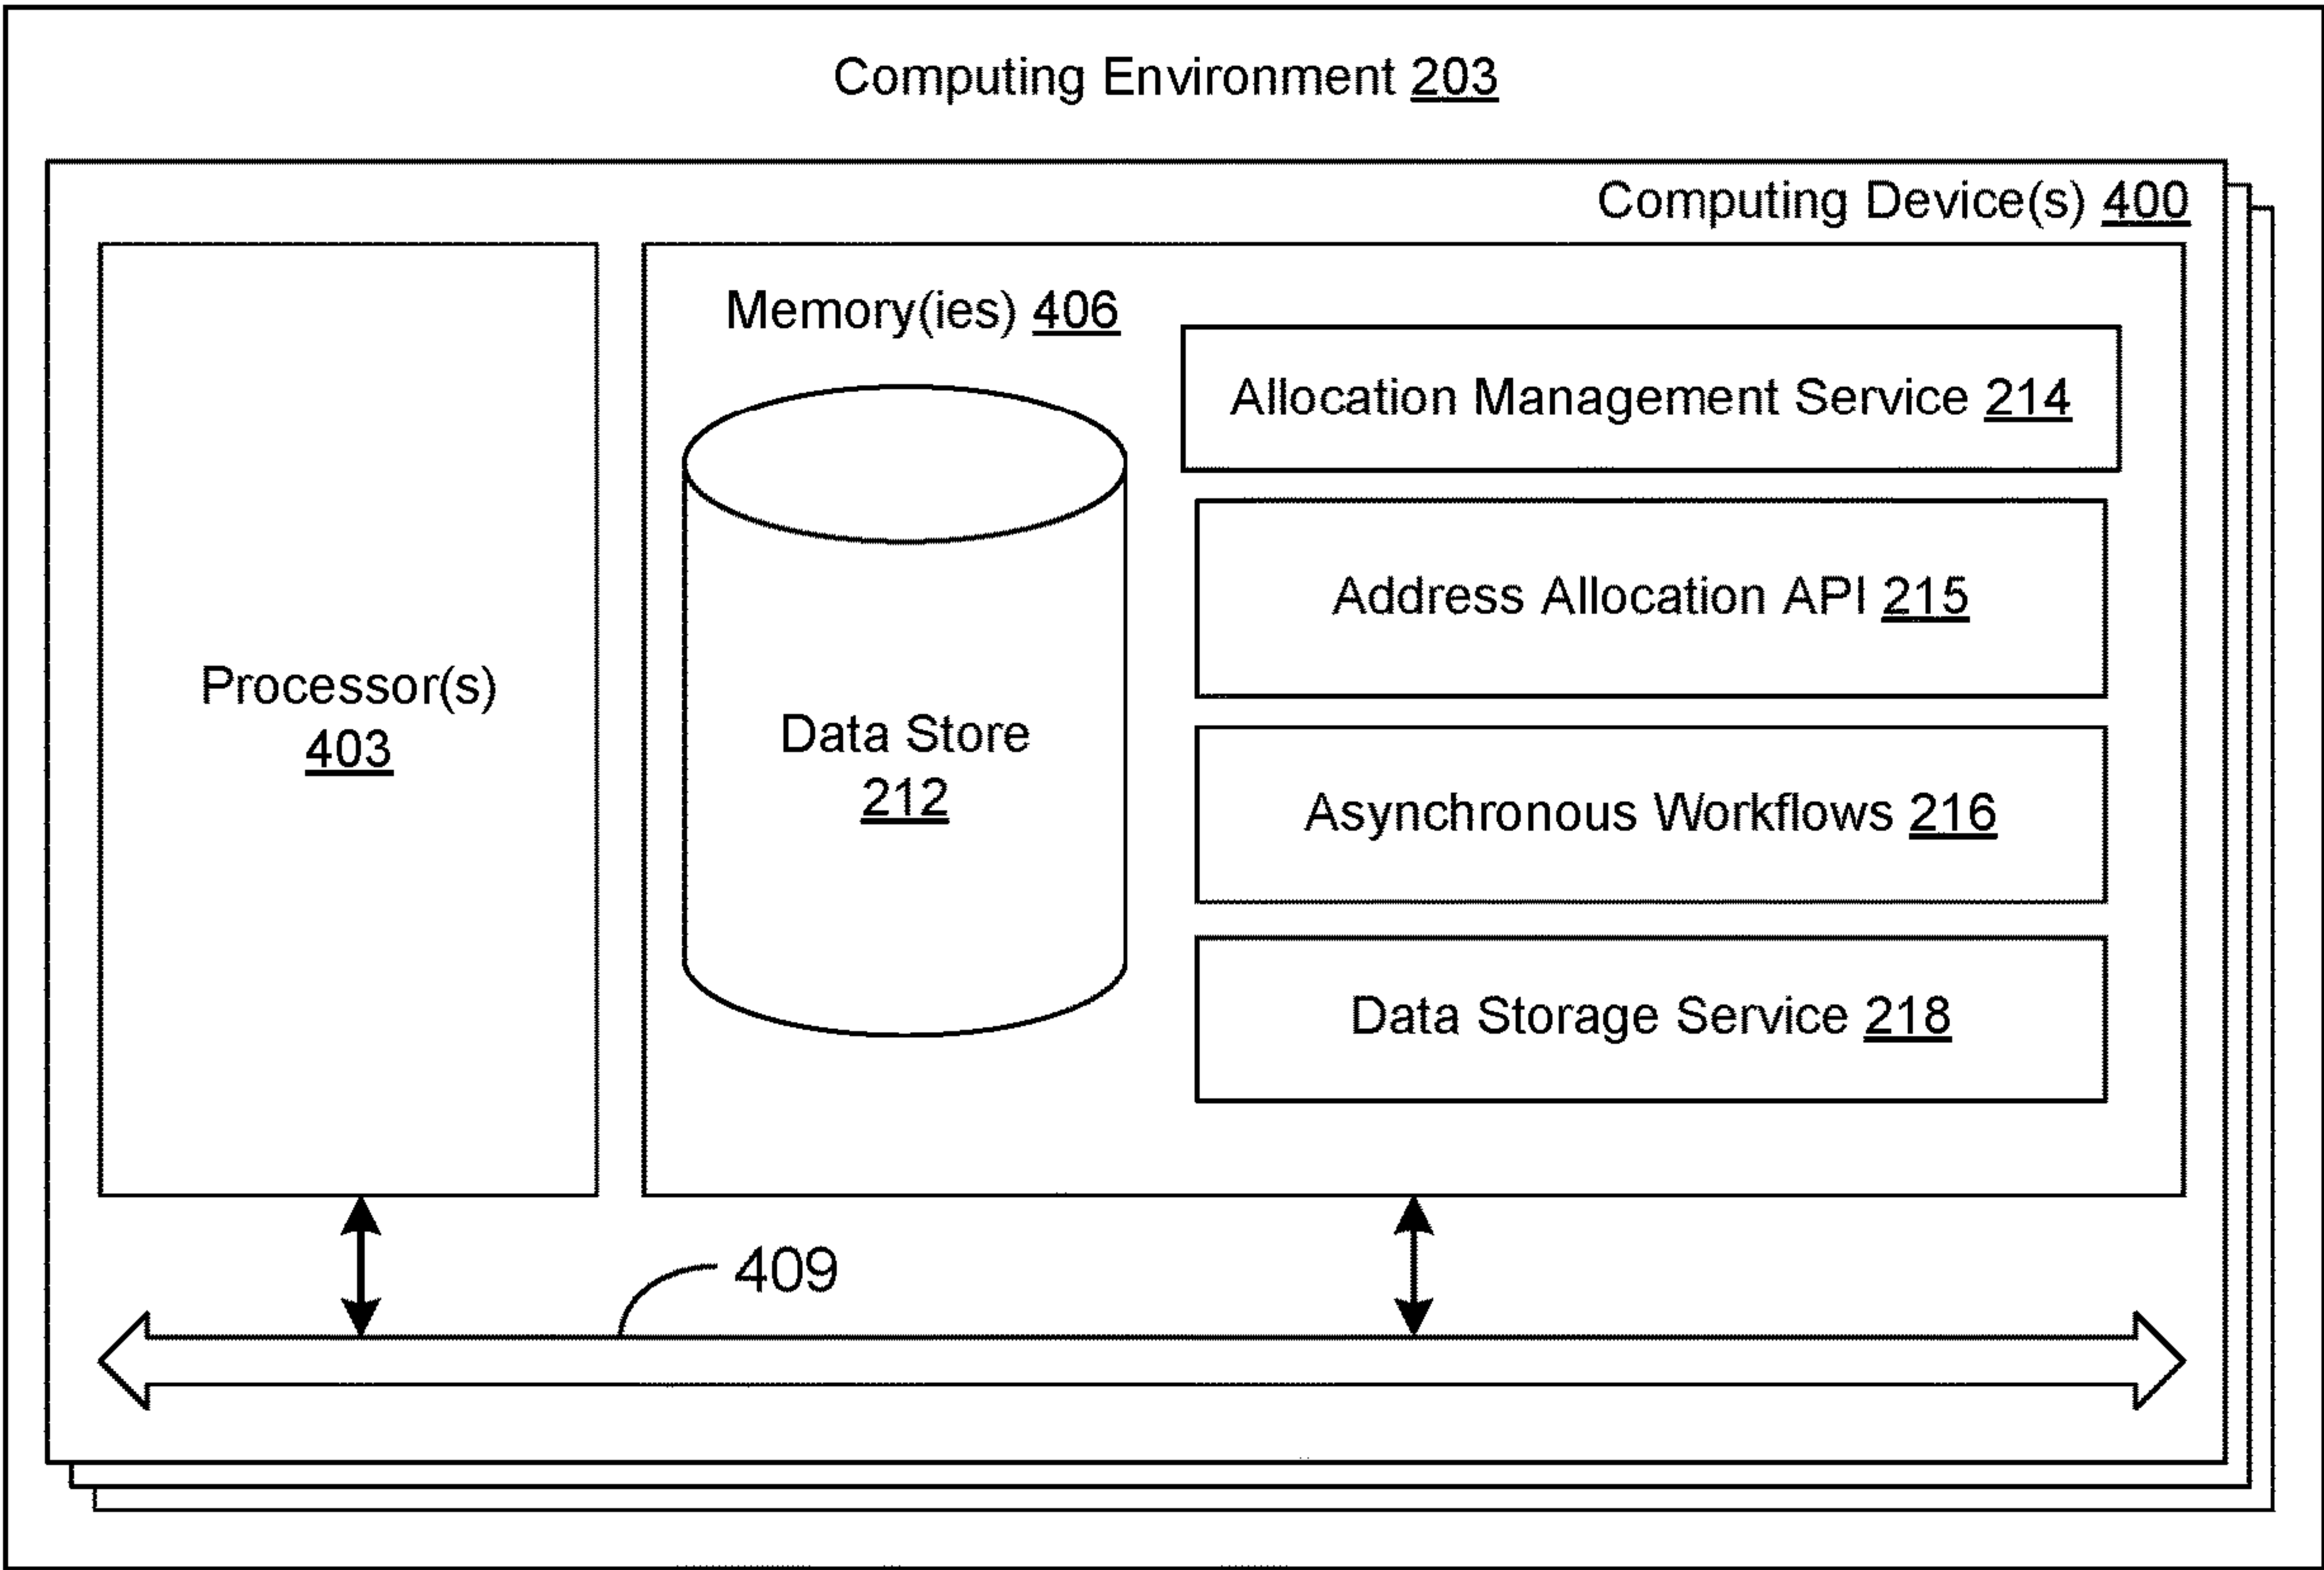 Computing Environment 203
Computing Device(s) 400
Processor(s)
403
Memory(ies) 406
Data Store
212
Allocation Management Service 214
Address Allocation API 215
Asynchronous Workflows 216
Data Storage Service 218
409